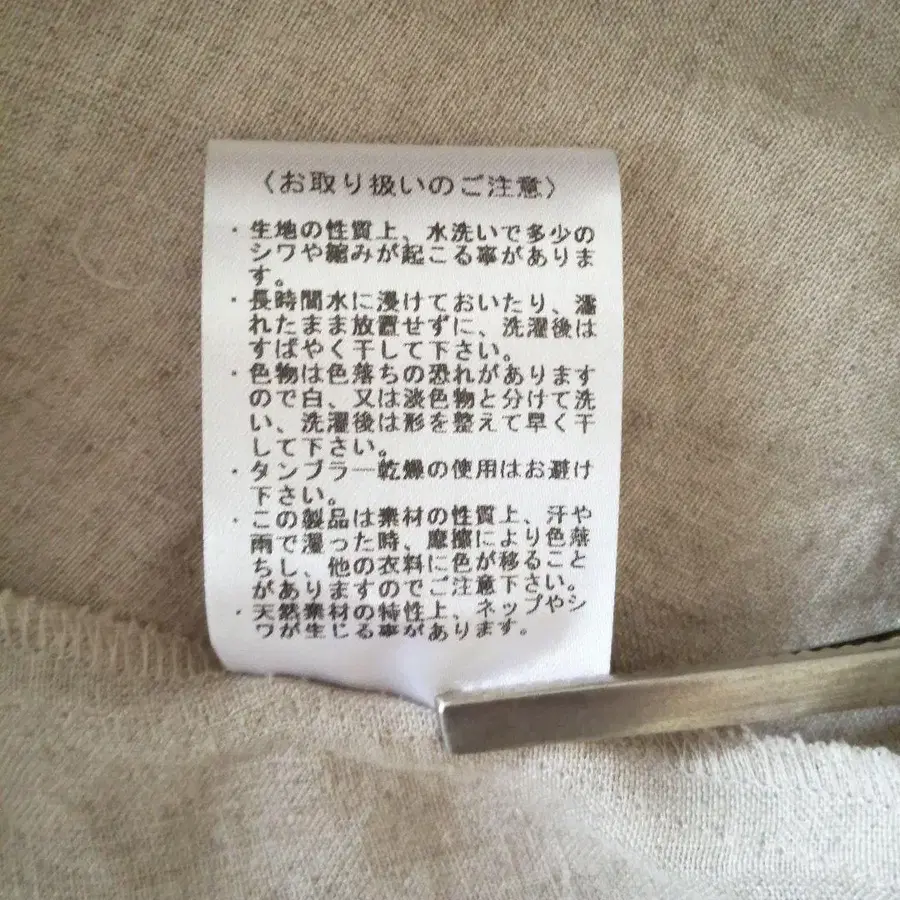 〈お取り扱いのご注意〉
・生地の性質上、水洗いで多少の
シワや縮みが起こる事がありま
す。
・長時間水に浸けておいたり、濡
れたまま放置せずに、洗濯後は
すばやく干して下さい。
・色物は色落ちの恐れがあります
ので白、又は淡色物と分けて洗
い、洗濯後は形を整えて早く干
して下さい。
・タンブラー乾燥の使用はお避け
下さい。
・この製品は素材の性質上、汗や
雨で湿った時、摩擦により色落
ちし、他の衣料に色が移ること
がありますのでご注意下さい。
・天然素材の特性上、ネップやシ
ワが生じる事があります。